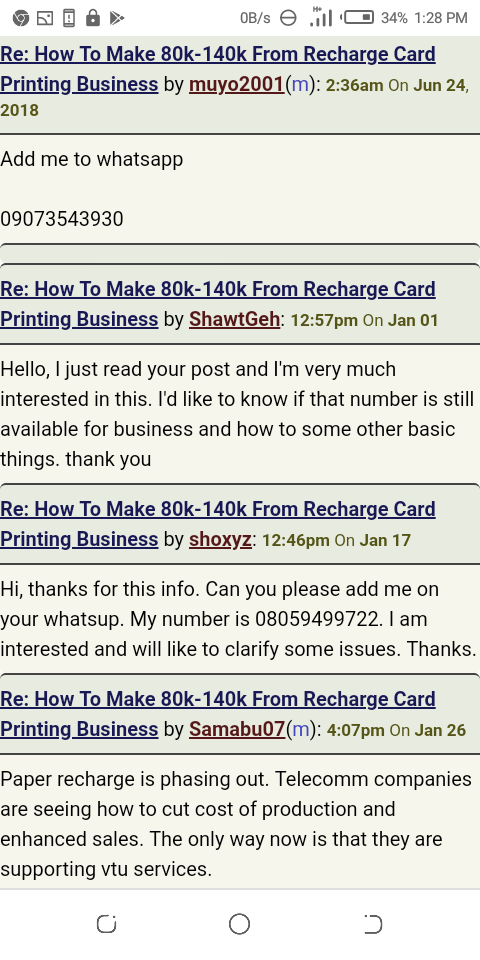 0B/s H+ 34% 1:28 PM
Re: How To Make 80k-140k From Recharge Card
Printing Business by muyo2001(m): 2:36am On Jun 24,
2018
Add me to whatsapp
09073543930
Re: How To Make 80k-140k From Recharge Card
Printing Business by ShawtGeh: 12:57pm On Jan 01
Hello, I just read your post and I'm very much
interested in this. I'd like to know if that number is still
available for business and how to some other basic
things. thank you
Re: How To Make 80k-140k From Recharge Card
Printing Business by shoxyz: 12:46pm On Jan 17
Hi, thanks for this info. Can you please add me on
your whatsup. My number is 08059499722. I am
interested and will like to clarify some issues. Thanks.
Re: How To Make 80k-140k From Recharge Card
Printing Business by Samabu07(m): 4:07pm On Jan 26
Paper recharge is phasing out. Telecomm companies
are seeing how to cut cost of production and
enhanced sales. The only way now is that they are
supporting vtu services.